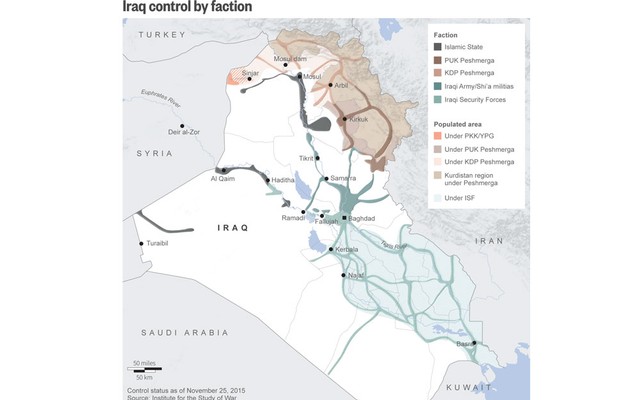 Iraq control by faction
TURKEY
Mosul dam
Sinjar
Mosul
Arbil
Euphrates River
Kirkuk
Deir al-Zor
SYRIA
Tikrit
Al Qaim
Haditha
Samarra
Ramadi
Fallujah
Baghdad
IRAQ
Turaibil
Tigris River
IRAN
Kerbala
Najaf
SAUDI ARABIA
Basra
KUWAIT
50 miles
50 km
Control status as of November 25, 2015
Source: Institute for the Study of War
Faction
Islamic State
PUK Peshmerga
KDP Peshmerga
Iraqi Army/Shi'a militias
Iraqi Security Forces
Populated area
Under PKK/YPG
Under PUK Peshmerga
Under KDP Peshmerga
Kurdistan region
under Peshmerga
Under ISF